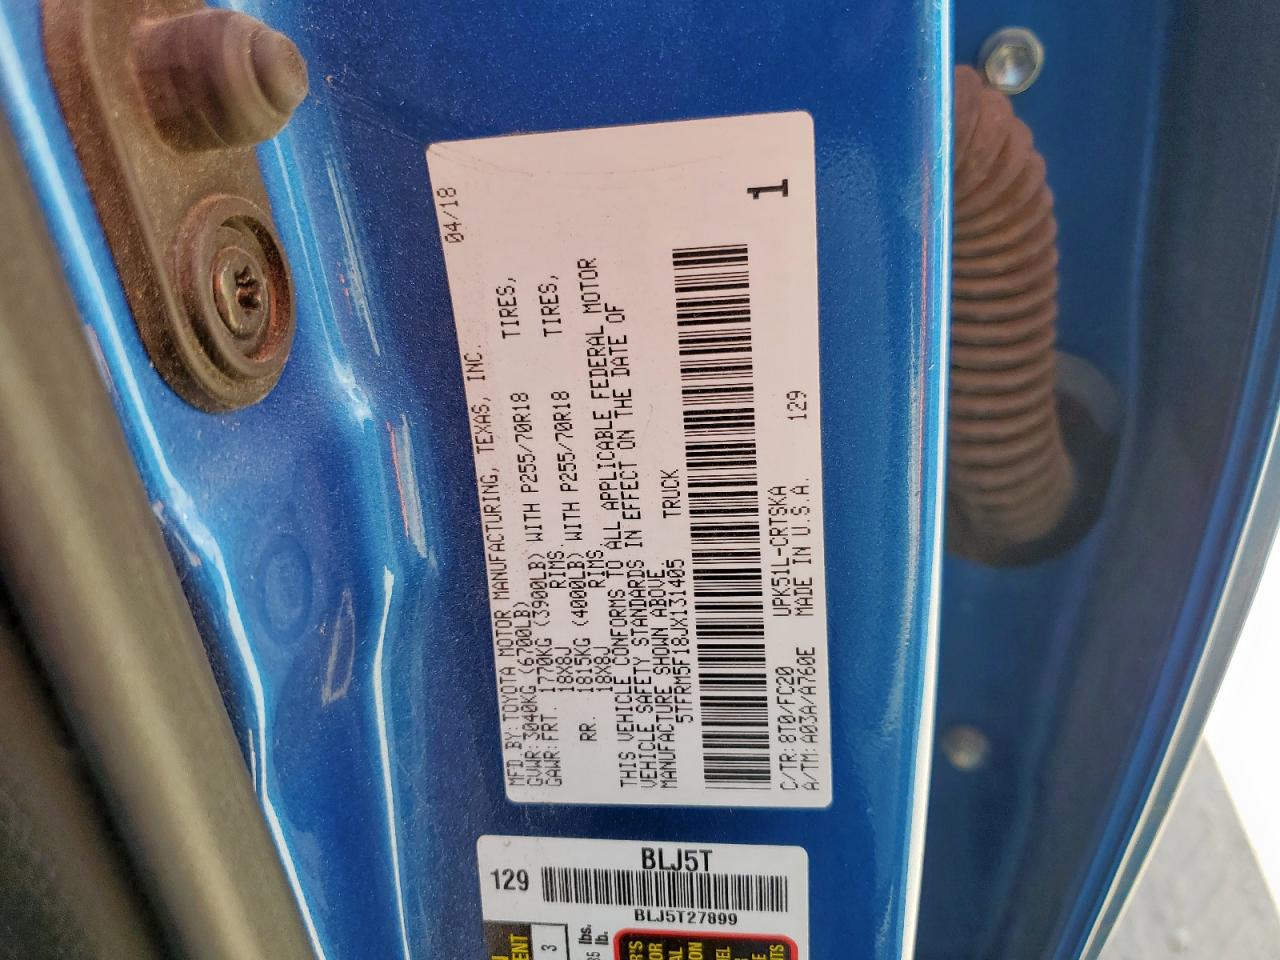 MFD.BY:TOYOTA MOTOR MANUFACTURING, TEXAS, INC. 04/18
GVWR:3040KG (6700LB)
GAWR:FRT. 1770KG (3900LB) WITH P255/70R18 TIRES,
18X8J RIMS.
RR. 1815KG (4000LB) WITH P255/70R18 TIRES,
18X8J RIMS.
THIS VEHICLE CONFORMS TO ALL APPLICABLE FEDERAL MOTOR
VEHICLE SAFETY STANDARDS IN EFFECT ON THE DATE OF
MANUFACTURE SHOWN ABOVE.
5TFRM5F18JX131405 TRUCK
1
C/TR:8T0/FC20 UPK51L-CRTSKA 129
A/TM:A03A/A760E MADE IN U.S.A.
BLJ5T
129
BLJ5T27899
3
lbs.
lb.